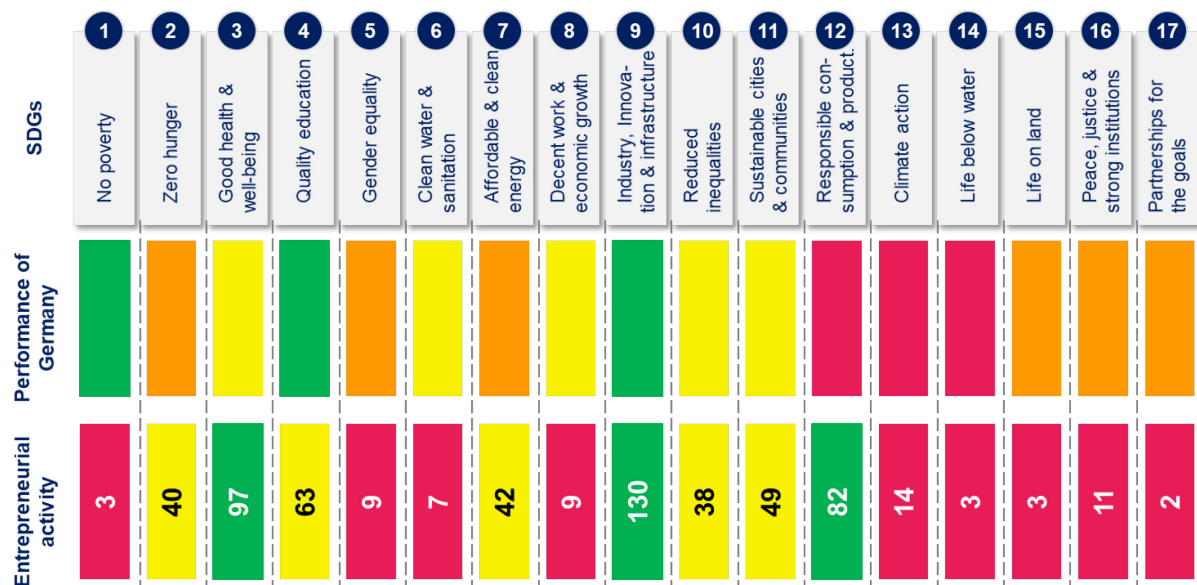 SDGs
1
2
3
4
5
6
7
8
9
10
11
12
13
14
15
16
17
No poverty
Zero hunger
Good health &
well-being
Quality education
Gender equality
Clean water &
sanitation
Affordable & clean
energy
Decent work &
economic growth
Industry, Innova-
tion & infrastructure
Reduced
inequalities
Sustainable cities
& communities
Responsible con-
sumption & product.
Climate action
Life below water
Life on land
Peace, justice &
strong institutions
Partnerships for
the goals
Performance of
Germany
Entrepreneurial
activity
3
40
97
63
9
7
42
9
130
38
49
82
14
3
3
11
2